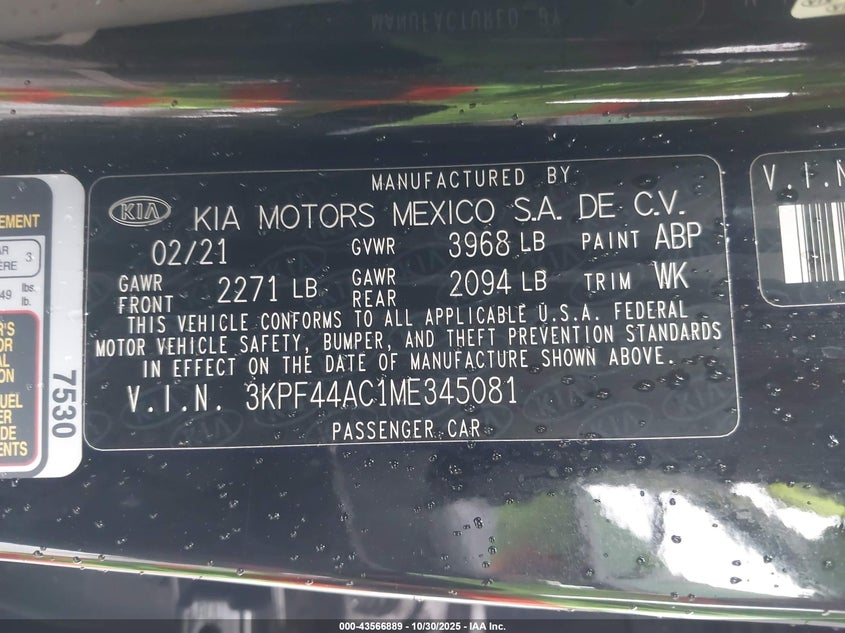 MANUFACTURED BY
KIA KIA MOTORS MEXICO S.A. DE C.V.
02/21 GVWR 3968 LB PAINT ABP
GAWR FRONT 2271 LB GAWR REAR 2094 LB TRIM WK
THIS VEHICLE CONFORMS TO ALL APPLICABLE U.S.A. FEDERAL
MOTOR VEHICLE SAFETY, BUMPER, AND THEFT PREVENTION STANDARDS
IN EFFECT ON THE DATE OF MANUFACTURE SHOWN ABOVE.
V.I.N. 3KPF44AC1ME345081
PASSENGER CAR
7530
V.I.N
000-43566889 - 10/30/2025 - IAA Inc.